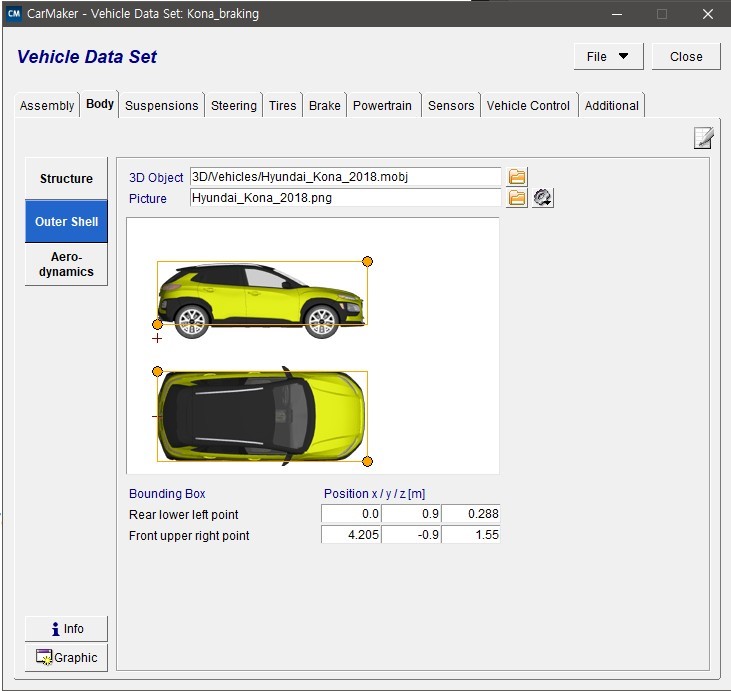 CM CarMaker - Vehicle Data Set: Kona_braking
Vehicle Data Set
File
Close
Assembly Body Suspensions Steering Tires Brake Powertrain Sensors Vehicle Control Additional
Structure
Outer Shell
Aero-
dynamics
3D Object 3D/Vehicles/Hyundai_Kona_2018.mobj
Picture Hyundai_Kona_2018.png
Bounding Box Position x / y / z [m]
Rear lower left point 0.0 0.9 0.288
Front upper right point 4.205 -0.9 1.55
i Info
Graphic